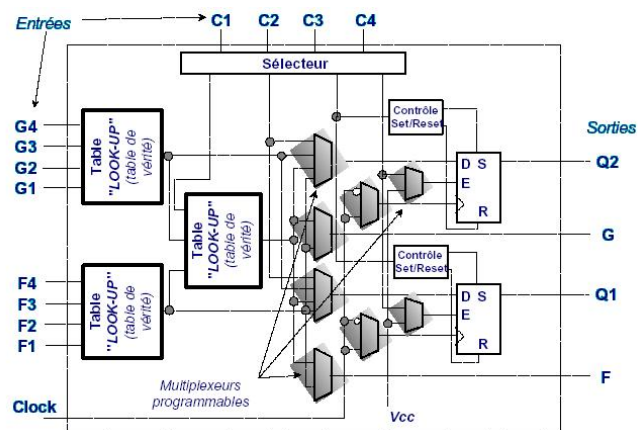 Entrées
C1 C2 C3 C4
Sélecteur
G4
G3
G2
G1
Table
"LOOK-UP"
(table de
vérité)
Contrôle
Set/Reset
Sorties
D S
E
R
Q2
Table
"LOOK-UP"
(table de
vérité)
G
F4
F3
F2
F1
Table
"LOOK-UP"
(table de
vérité)
Contrôle
Set/Reset
D S
E
R
Q1
Multiplexeurs
programmables
F
Clock
Vcc